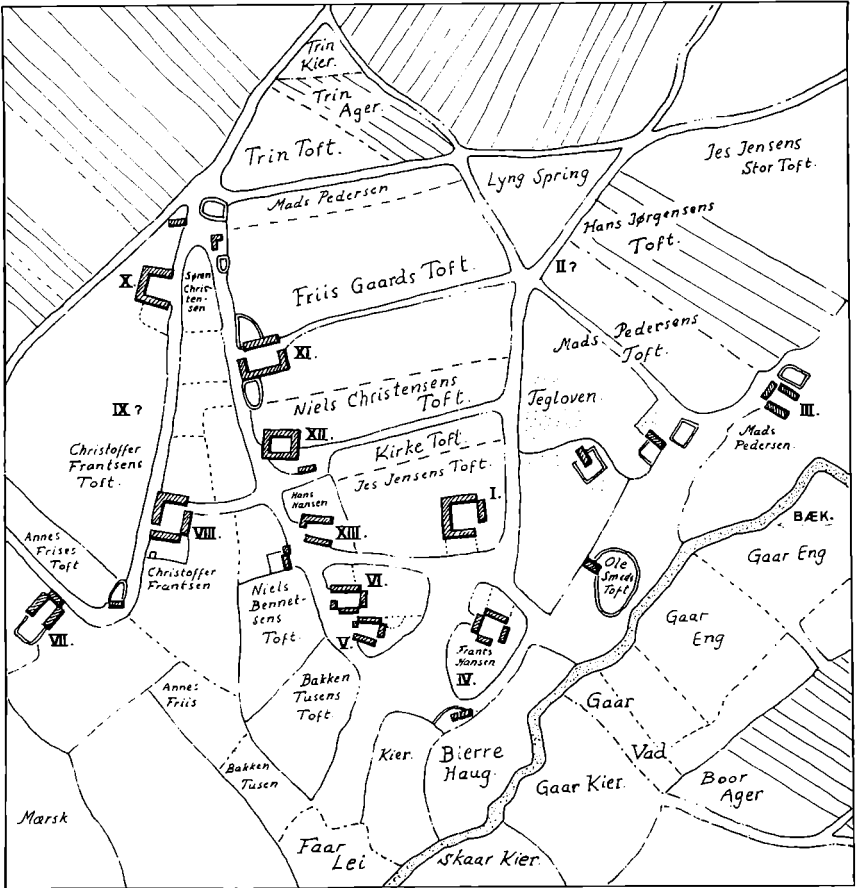 Trin
Kier.
Trin
Ager.
Trin Toft.
Mads Pedersen
Lyng Spring
Jes Jensens
Stor Toft.
Hans Jørgensens
Toft.
II?
X.
Søren
Chris-
ten-
sen
Friis Gaards Toft.
Mads Pedersens
Toft.
XI.
IX?
Niels Christensens
Toft.
Tegloven.
III.
Mads
Pedersen.
Christoffer
Frantsens
Toft.
XII.
Kirke Toft.
Jes Jensens Toft.
Hans
Hansen
I.
XIII.
VIII.
BÆK.
Gaar Eng
Annes
Frises
Toft
Christoffer
Frantsen
Niels
Bennet-
sens
Toft.
VI.
V.
Ole
Smeds
Toft
Gaar
Eng
VII.
Frants
Hansen
IV.
Anne
Friis
Bakken
Tusens
Toft.
Gaar
Vad
Bakken
Tusen
Kier.
Bierre
Haug.
Gaar Kier.
Boor
Ager
Mærsk
Faar
Lei
Skaar Kier.